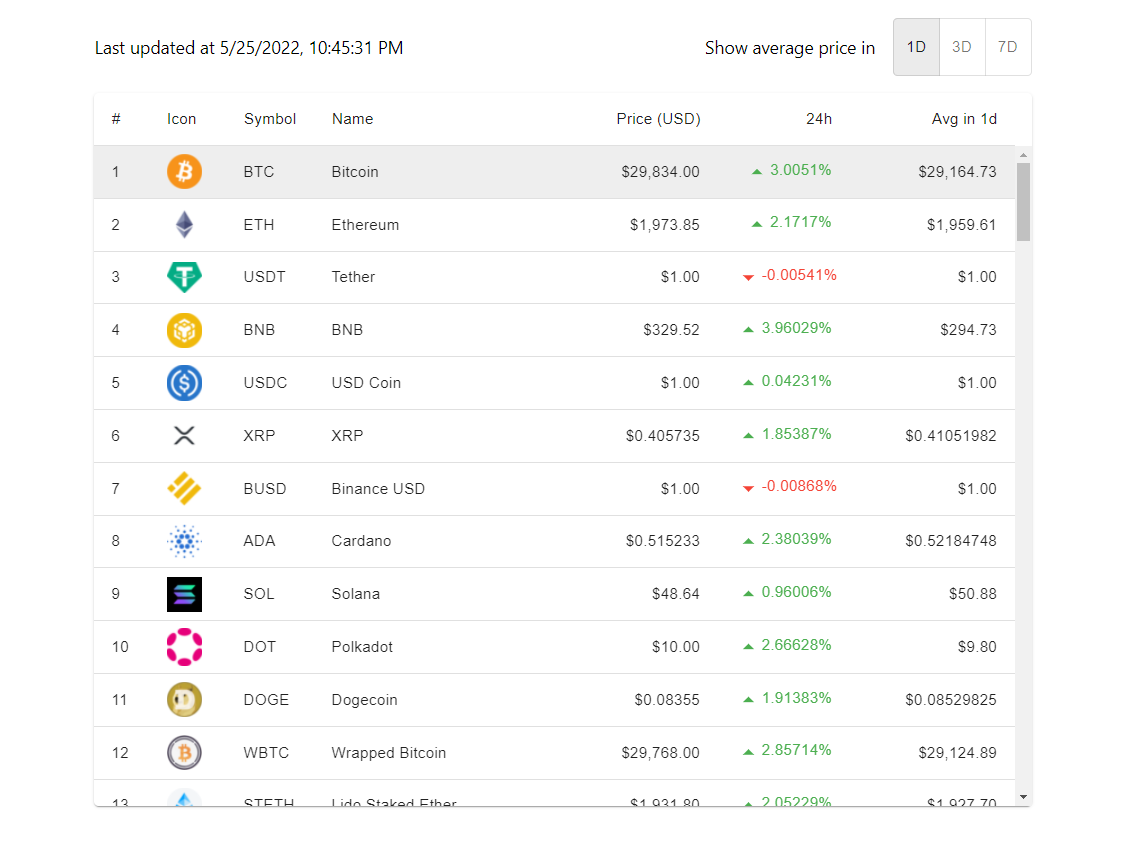 Last updated at 5/25/2022, 10:45:31 PM Show average price in 1D 3D 7D
# Icon Symbol Name Price (USD) 24h Avg in 1d
1 BTC Bitcoin $29,834.00 3.0051% $29,164.73
2 ETH Ethereum $1,973.85 2.1717% $1,959.61
3 USDT Tether $1.00 -0.00541% $1.00
4 BNB BNB $329.52 3.96029% $294.73
5 USDC USD Coin $1.00 0.04231% $1.00
6 XRP XRP $0.405735 1.85387% $0.41051982
7 BUSD Binance USD $1.00 -0.00868% $1.00
8 ADA Cardano $0.515233 2.38039% $0.52184748
9 SOL Solana $48.64 0.96006% $50.88
10 DOT Polkadot $10.00 2.66628% $9.80
11 DOGE Dogecoin $0.08355 1.91383% $0.08529825
12 WBTC Wrapped Bitcoin $29,768.00 2.85714% $29,124.89
13 STETH Lido Staked Ether $1,931.80 2.05229% $1,927.70